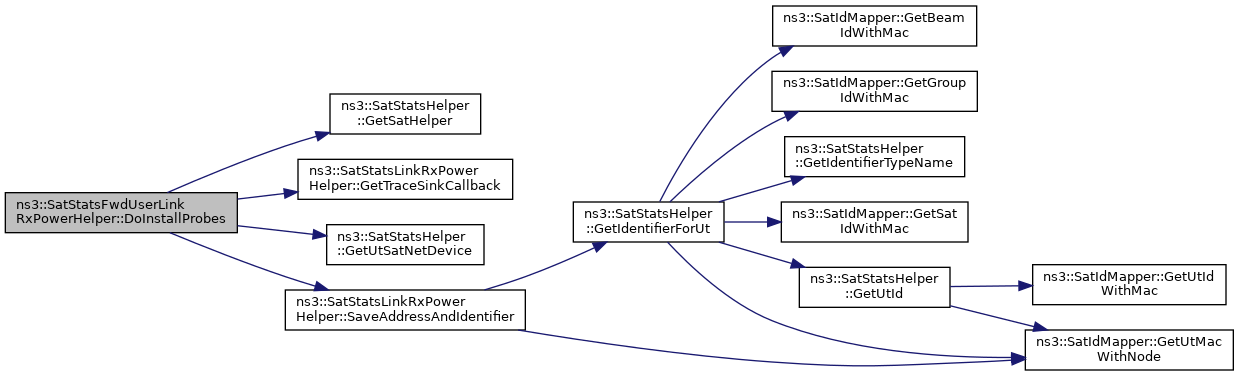 ns3::SatStatsFwdUserLink
RxPowerHelper::DoInstallProbes
ns3::SatStatsHelper
::GetSatHelper
ns3::SatStatsLinkRxPower
Helper::GetTraceSinkCallback
ns3::SatStatsHelper
::GetUtSatNetDevice
ns3::SatStatsLinkRxPower
Helper::SaveAddressAndIdentifier
ns3::SatStatsHelper
::GetIdentifierForUt
ns3::SatIdMapper::GetBeam
IdWithMac
ns3::SatIdMapper::GetGroup
IdWithMac
ns3::SatStatsHelper
::GetIdentifierTypeName
ns3::SatIdMapper::GetSat
IdWithMac
ns3::SatStatsHelper
::GetUtId
ns3::SatIdMapper::GetUtId
WithMac
ns3::SatIdMapper::GetUtMac
WithNode